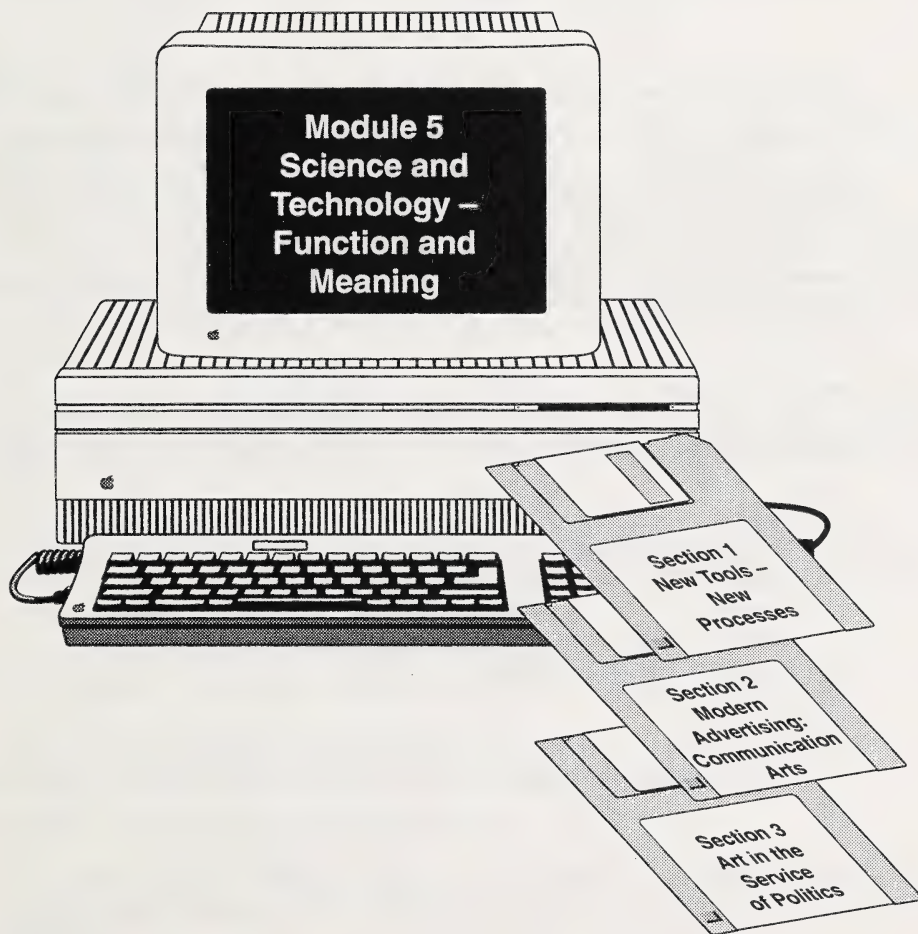 Module 5
Science and
Technology –
Function and
Meaning
Section 1
New Tools –
New
Processes
Section 2
Modern
Advertising:
Communication
Arts
Section 3
Art in the
Service
of Politics